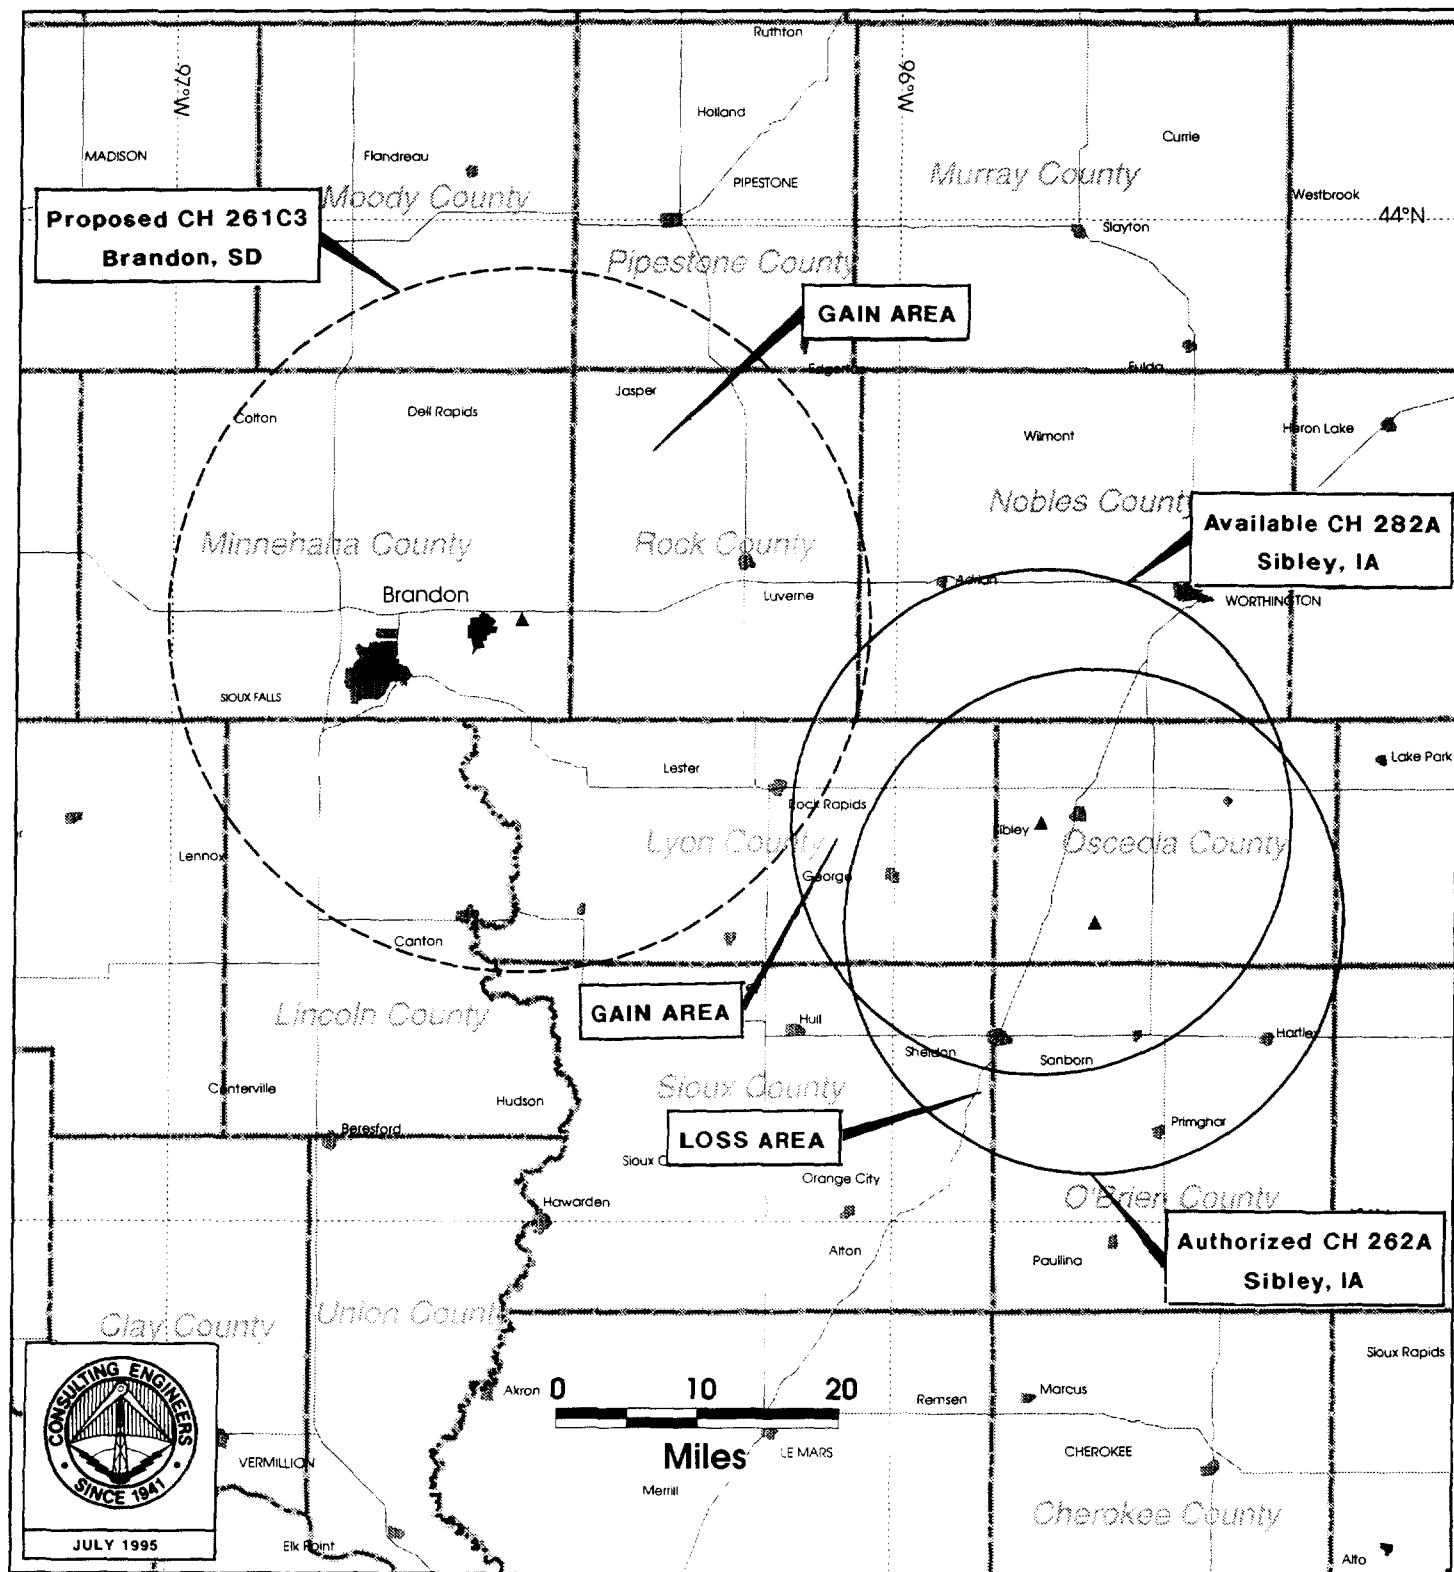 Ruthton
97°W
96°W
Holland
Currie
MADISON
Flandreau
Moody County
PIPESTONE
Murray County
Westbrook
Proposed CH 261C3
Brandon, SD
44°N
Slayton
Pipestone County
GAIN AREA
Fulda
Jasper
Colton
Dell Rapids
Wilmont
Heron Lake
Nobles County
Available CH 282A
Sibley, IA
Minnehaha County
Rock County
Adrian
Brandon
Luverne
WORTHINGTON
SIOUX FALLS
Lester
Lake Park
Rock Rapids
Sibley
Lyon County
Osceola County
Lennox
George
Canton
GAIN AREA
Lincoln County
Hull
Hartley
Sheldon
Sanborn
Centerville
Sioux County
Hudson
Beresford
LOSS AREA
Primghar
Sioux C
Orange City
O'Brien County
Hawarden
Authorized CH 262A
Sibley, IA
Alton
Paullina
Clay County
Union County
Sioux Rapids
CONSULTING ENGINEERS
SINCE 1941
Akron
0 10 20
Miles
Remsen
Marcus
LE MARS
CHEROKEE
VERMILLION
Merrill
Cherokee County
JULY 1995
Elk Point
Alto